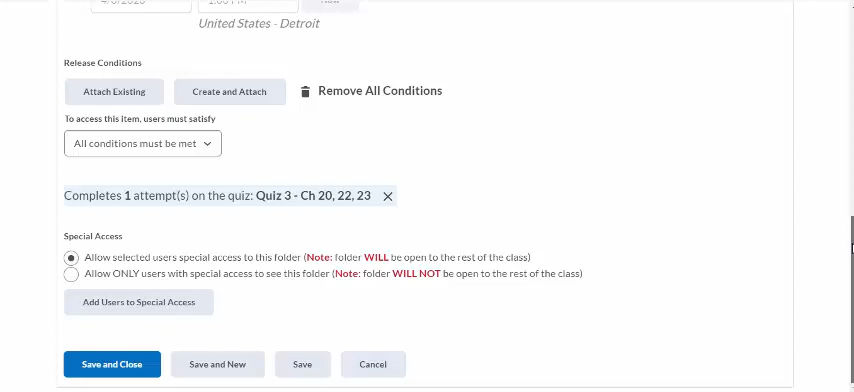 United States - Detroit
Release Conditions
Attach Existing Create and Attach Remove All Conditions
To access this item, users must satisfy
All conditions must be met
Completes 1 attempt(s) on the quiz: Quiz 3 - Ch 20, 22, 23
Special Access
Allow selected users special access to this folder (Note: folder WILL be open to the rest of the class)
Allow ONLY users with special access to see this folder (Note: folder WILL NOT be open to the rest of the class)
Add Users to Special Access
Save and Close Save and New Save Cancel